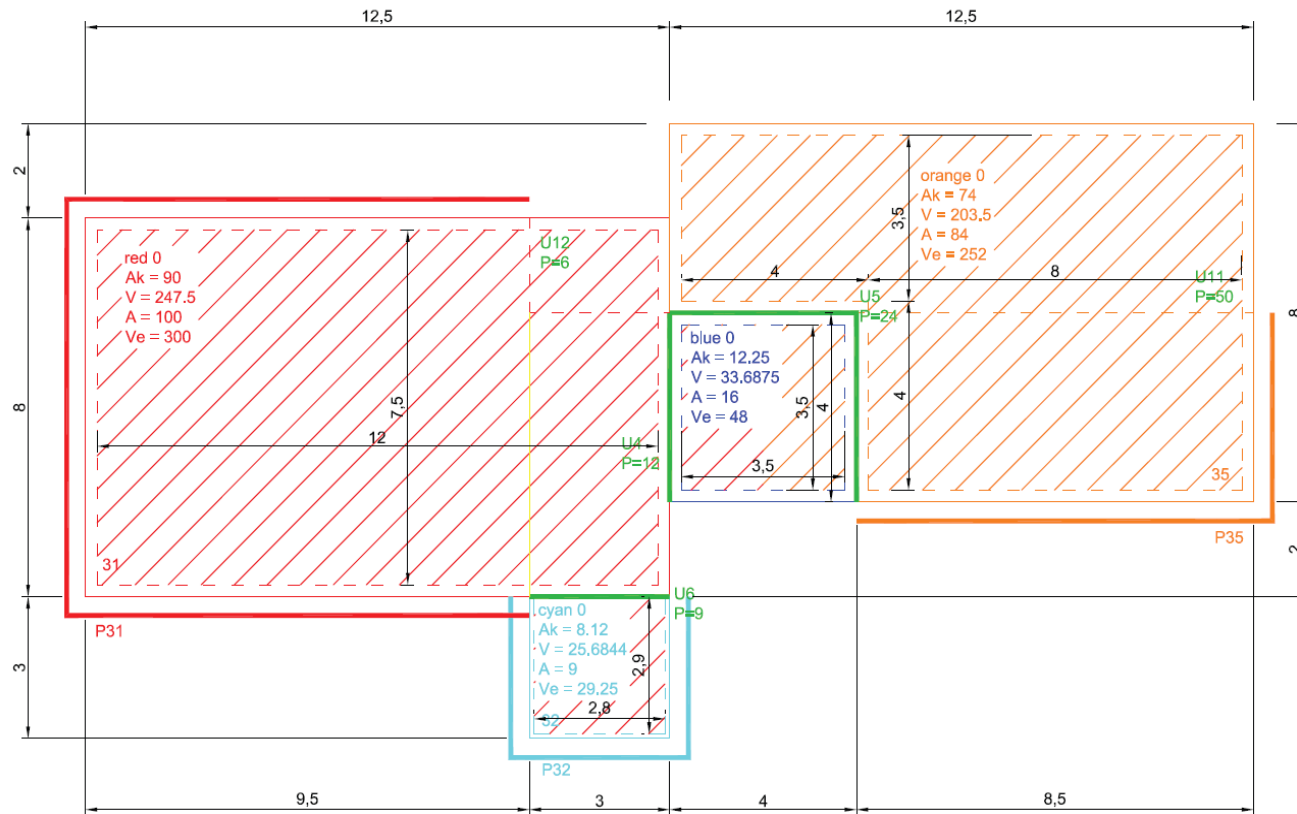 12,5
12,5
2
8
3
8
2
red 0
Ak = 90
V = 247.5
A = 100
Ve = 300
31
P31
12
7,5
U12
P=6
U4
P=12
orange 0
Ak = 74
V = 203.5
A = 84
Ve = 252
3,5
4
8
U11
P=50
U5
P=24
4
35
P35
blue 0
Ak = 12.25
V = 33.6875
A = 16
Ve = 48
3,5
4
3,5
U6
P=9
cyan 0
Ak = 8.12
V = 25.6844
A = 9
Ve = 29.25
2,9
2,8
32
P32
9,5
3
4
8,5